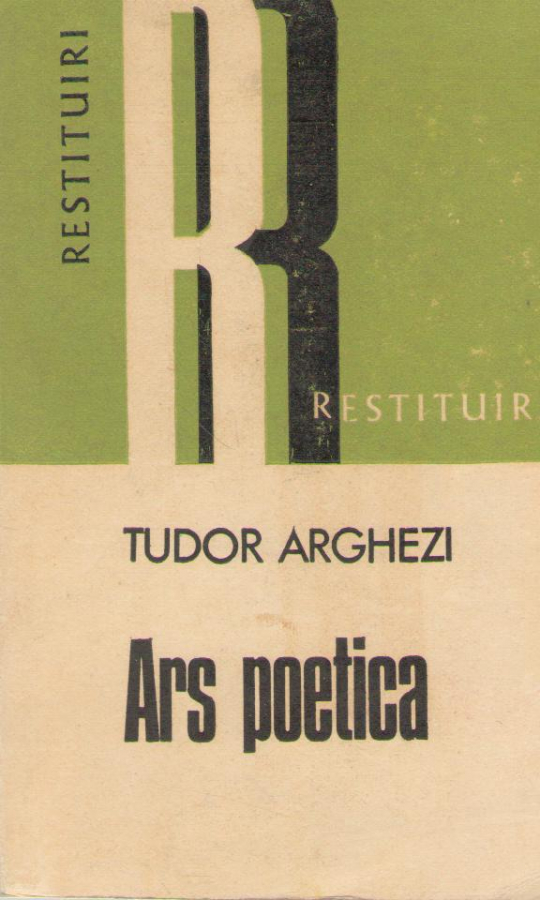 RESTITUIRI
R
RESTITUIR
TUDOR ARGHEZI
Ars poetica